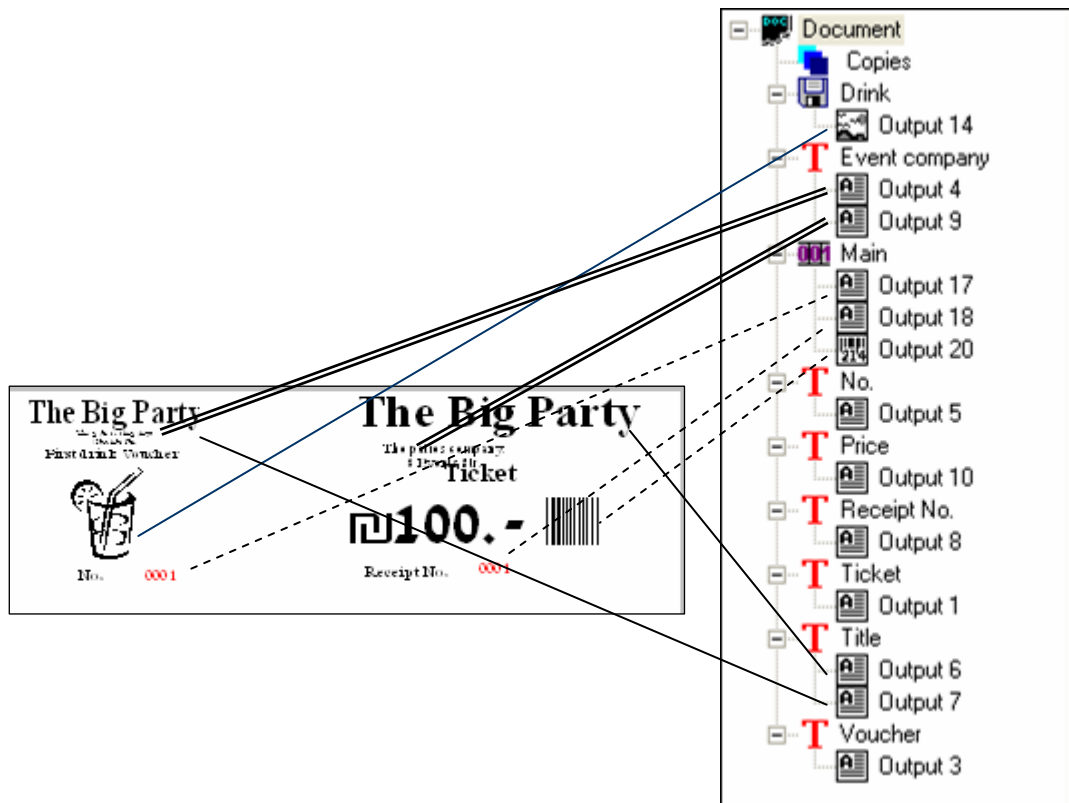 The Big Party
First drink Voucher
No. 0001
The Big Party
The parties company
Ticket
₪100.-
Receipt No. 0001
Document
Copies
Drink
Output 14
Event company
Output 4
Output 9
001 Main
Output 17
Output 18
Output 20
No.
Output 5
Price
Output 10
Receipt No.
Output 8
Ticket
Output 1
Title
Output 6
Output 7
Voucher
Output 3